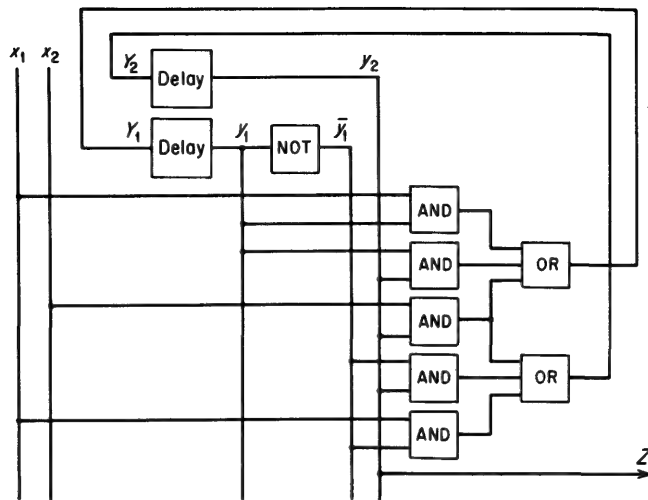 x₁ x₂
Y₂ Delay y₂
Y₁ Delay y₁ NOT ȳ₁
AND
AND OR
AND
AND OR
AND
Z